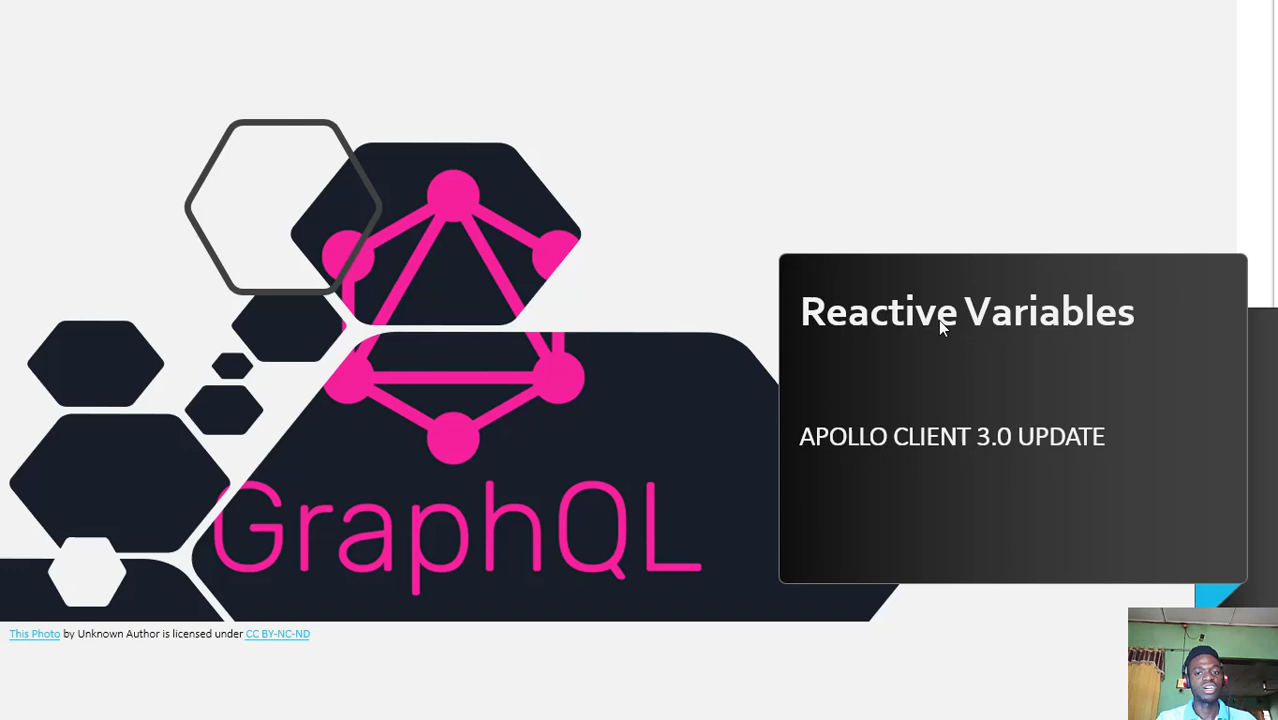 Reactive Variables
APOLLO CLIENT 3.0 UPDATE
GraphQL
This Photo by Unknown Author is licensed under CC BY-NC-ND